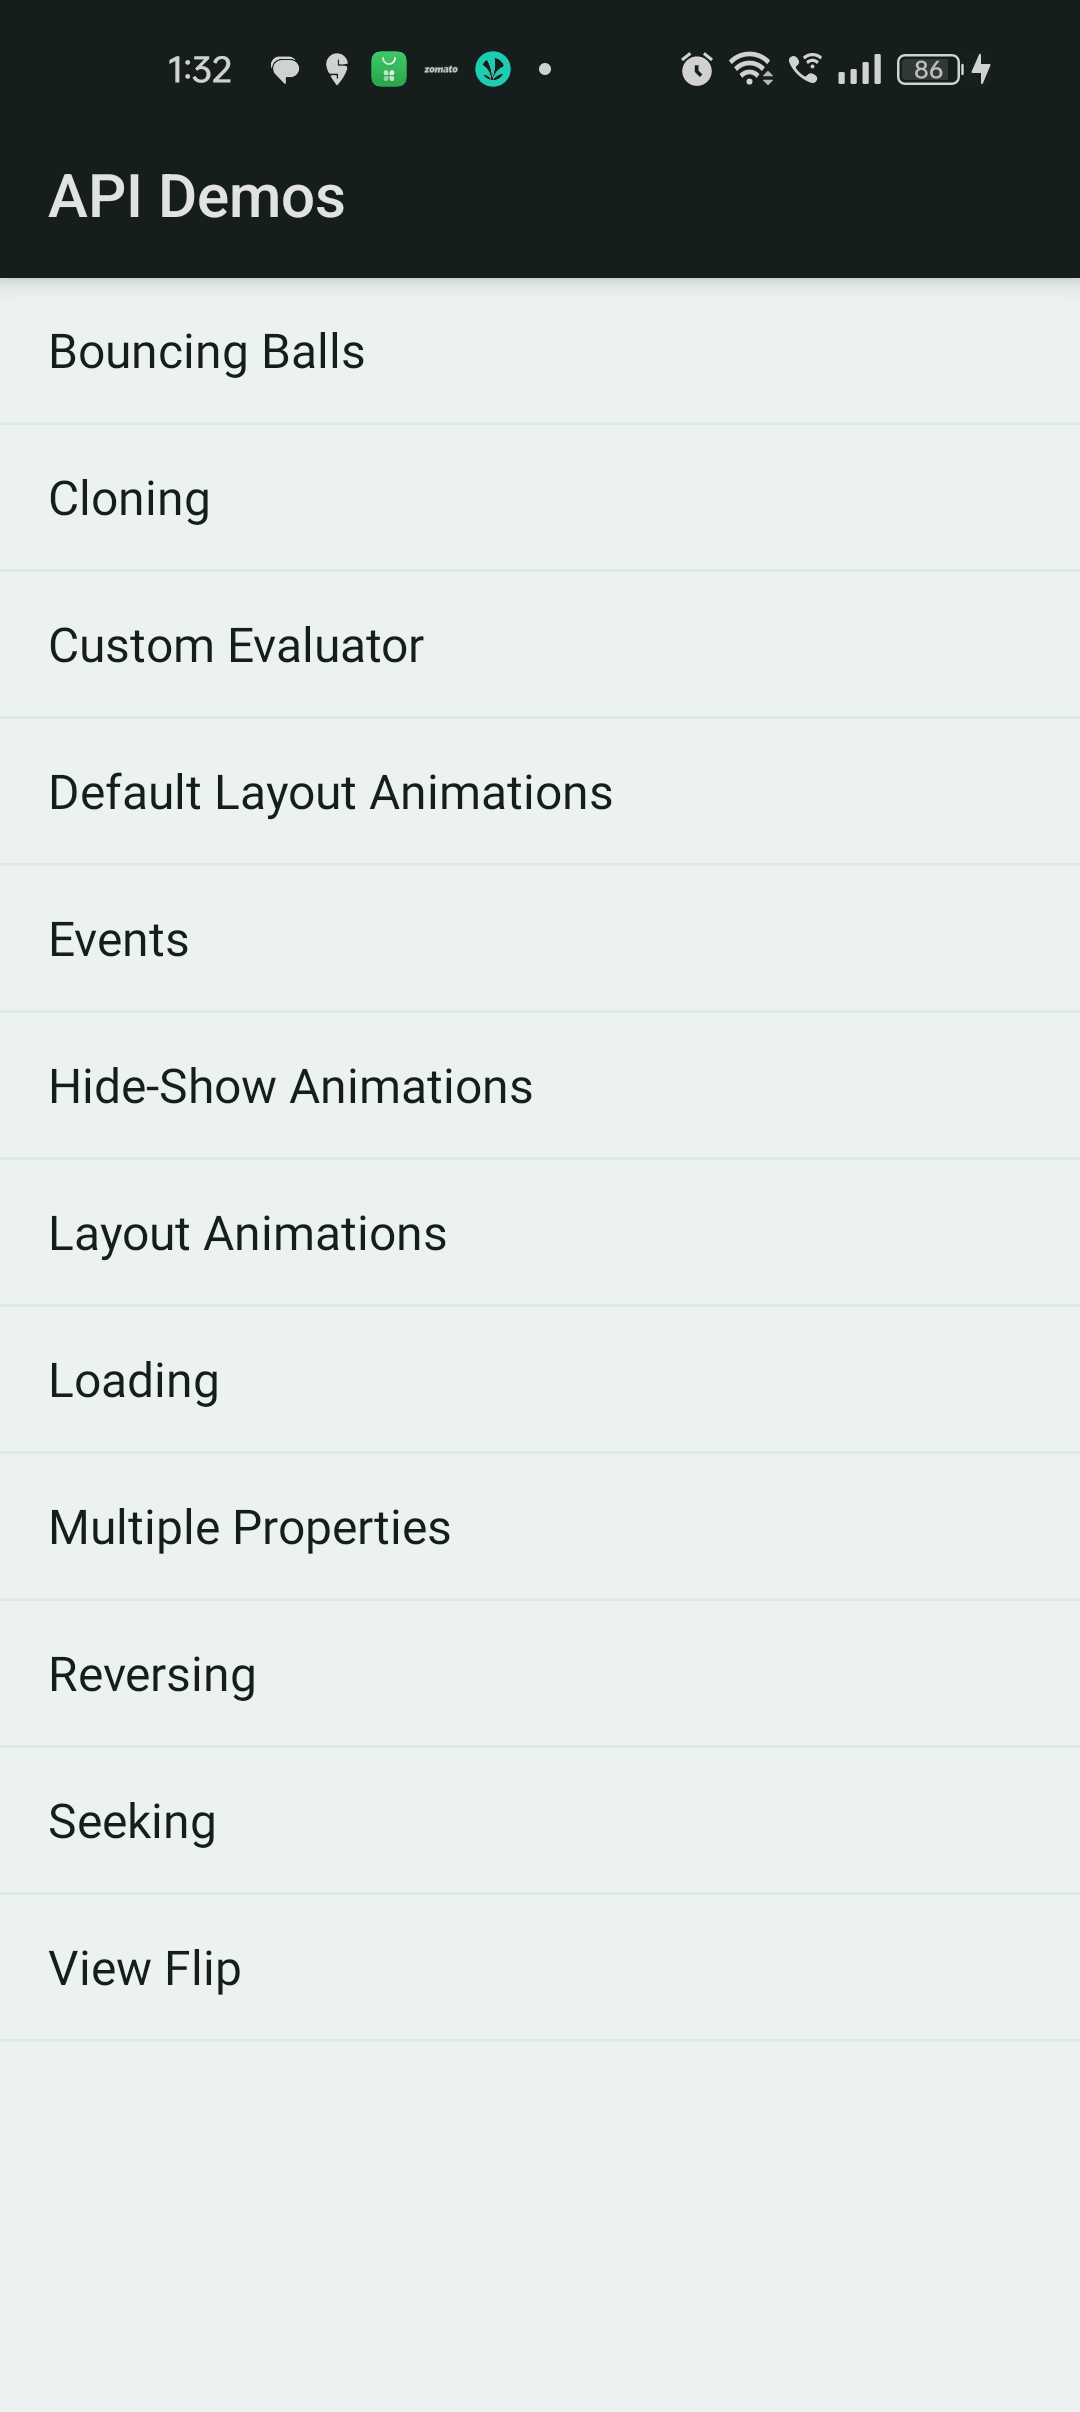 1:32 zomato 86
API Demos
Bouncing Balls
Cloning
Custom Evaluator
Default Layout Animations
Events
Hide-Show Animations
Layout Animations
Loading
Multiple Properties
Reversing
Seeking
View Flip